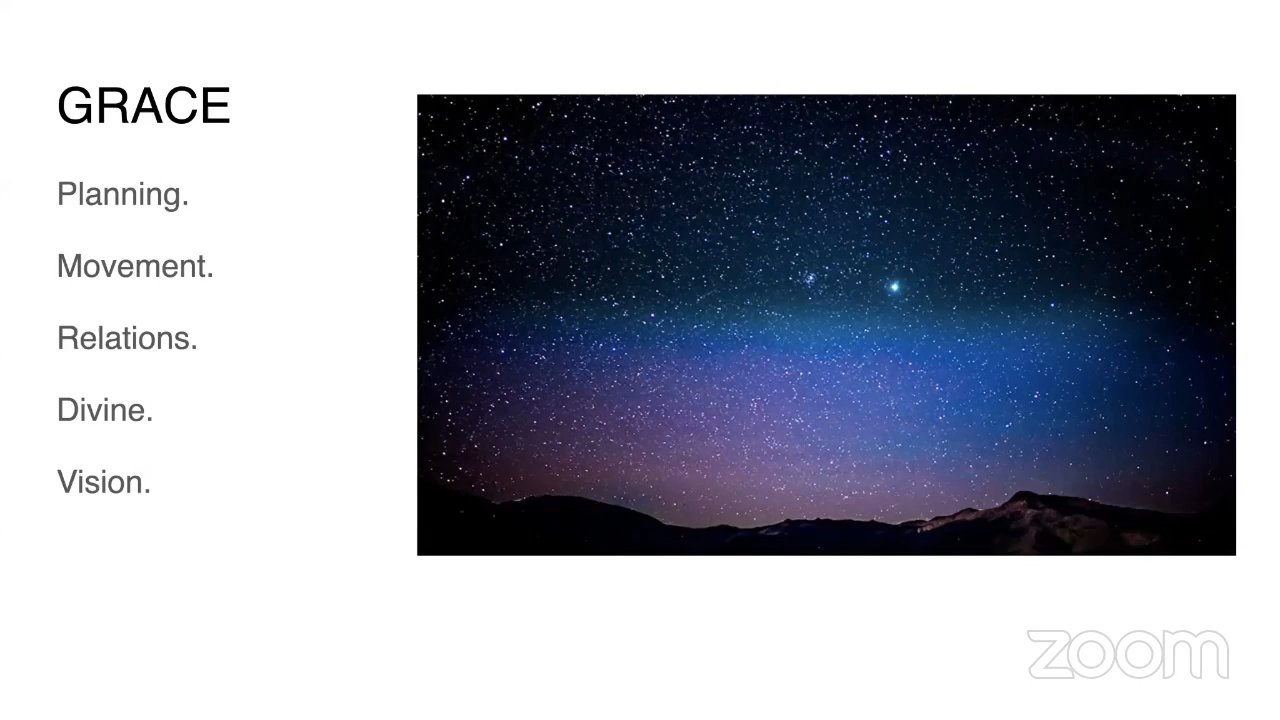 GRACE
Planning.
Movement.
Relations.
Divine.
Vision.
zoom